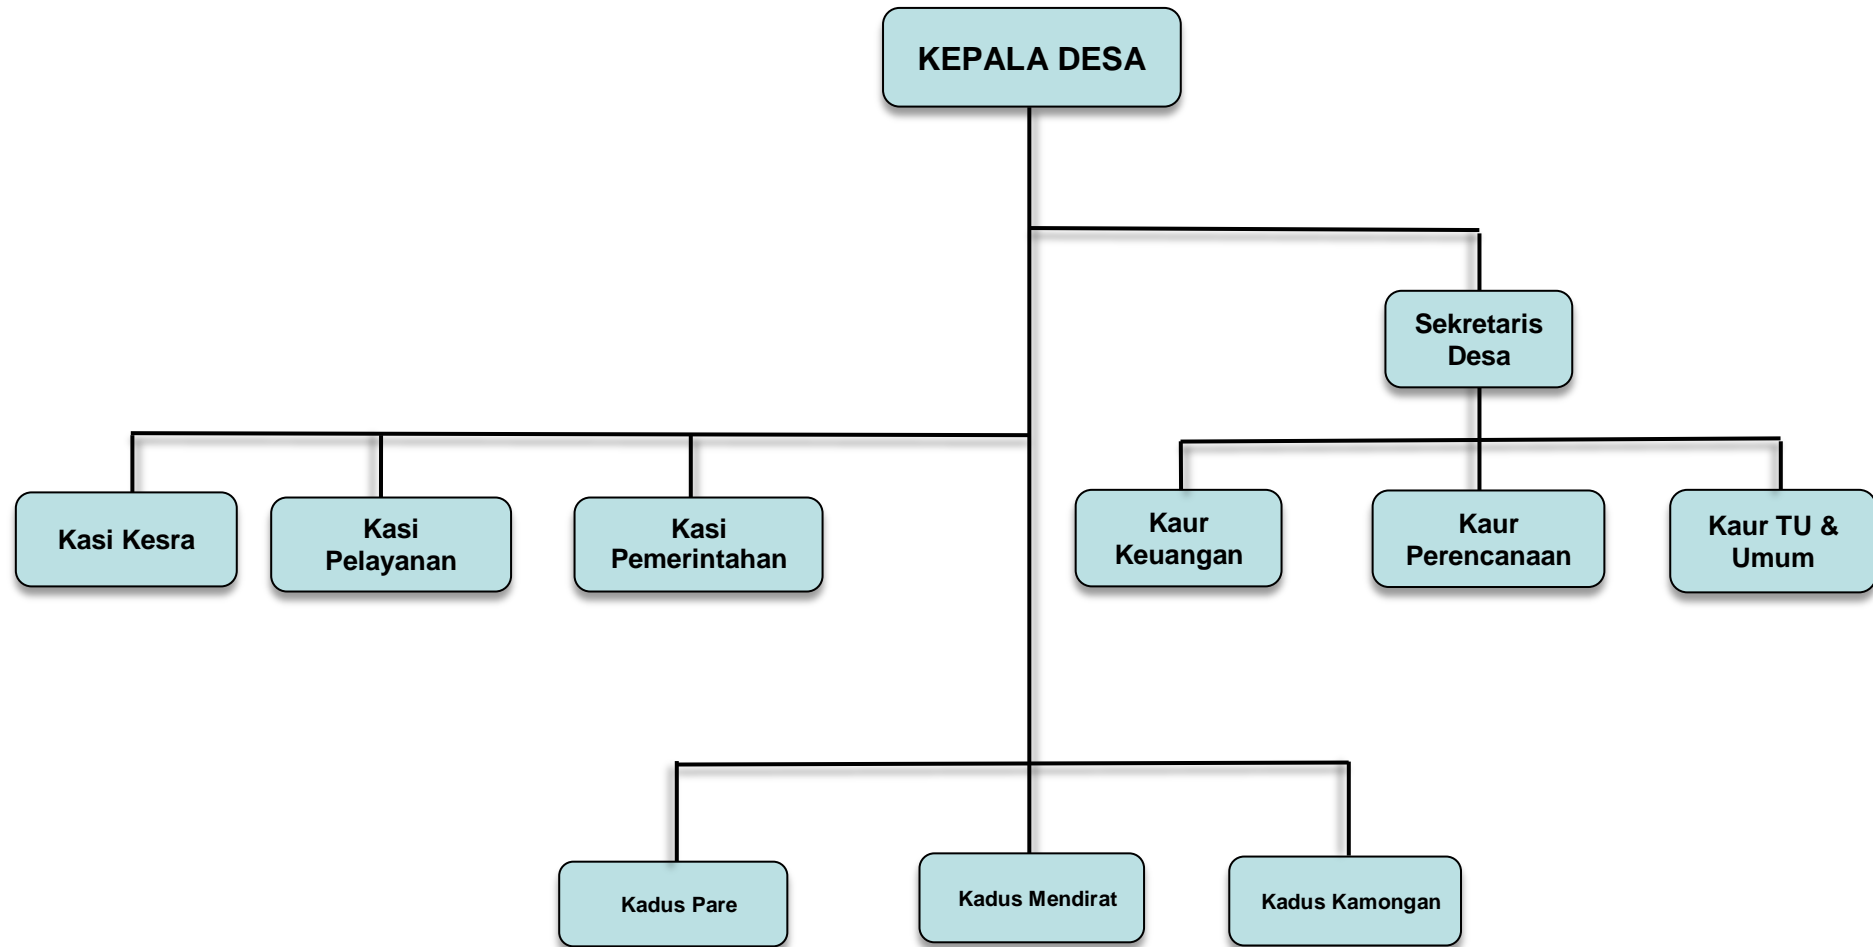 KEPALA DESA
Sekretaris
Desa
Kasi Kesra
Kasi
Pelayanan
Kasi
Pemerintahan
Kaur
Keuangan
Kaur
Perencanaan
Kaur TU &
Umum
Kadus Pare
Kadus Mendirat
Kadus Kamongan